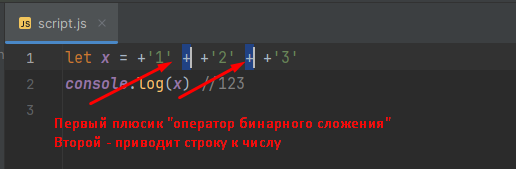 JS script.js ×
1 let x = +'1' + +'2' + +'3'
2 console.log(x) //123
3
Первый плюсик "оператор бинарного сложения"
Второй - приводит строку к числу